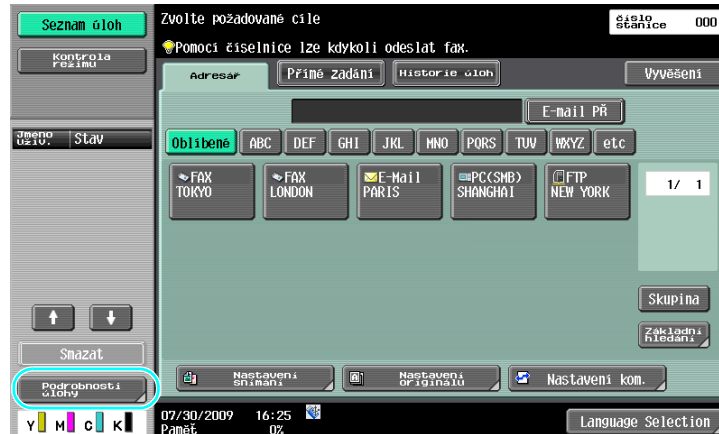 Seznam úloh
Kontrola
režimu
Jméno
uživ.
Stav
Smazat
Podrobnosti
úlohy
Y M C K
Zvolte požadované cíle
Pomocí číselnice lze kdykoli odeslat fax.
číslo
stanice
000
Adresář
Přímé zadání
Historie úloh
Vyvěšení
E-mail PŘ
Oblíbené ABC DEF GHI JKL MNO PQRS TUV WXYZ etc
FAX
TOKYO
FAX
LONDON
E-Mail
PARIS
PC(SMB)
SHANGHAI
FTP
NEW YORK
1/ 1
Skupina
Základní
hledání
Nastavení
snímání
Nastavení
originálu
Nastavení kom.
07/30/2009 16:25
Paměť 0%
Language Selection